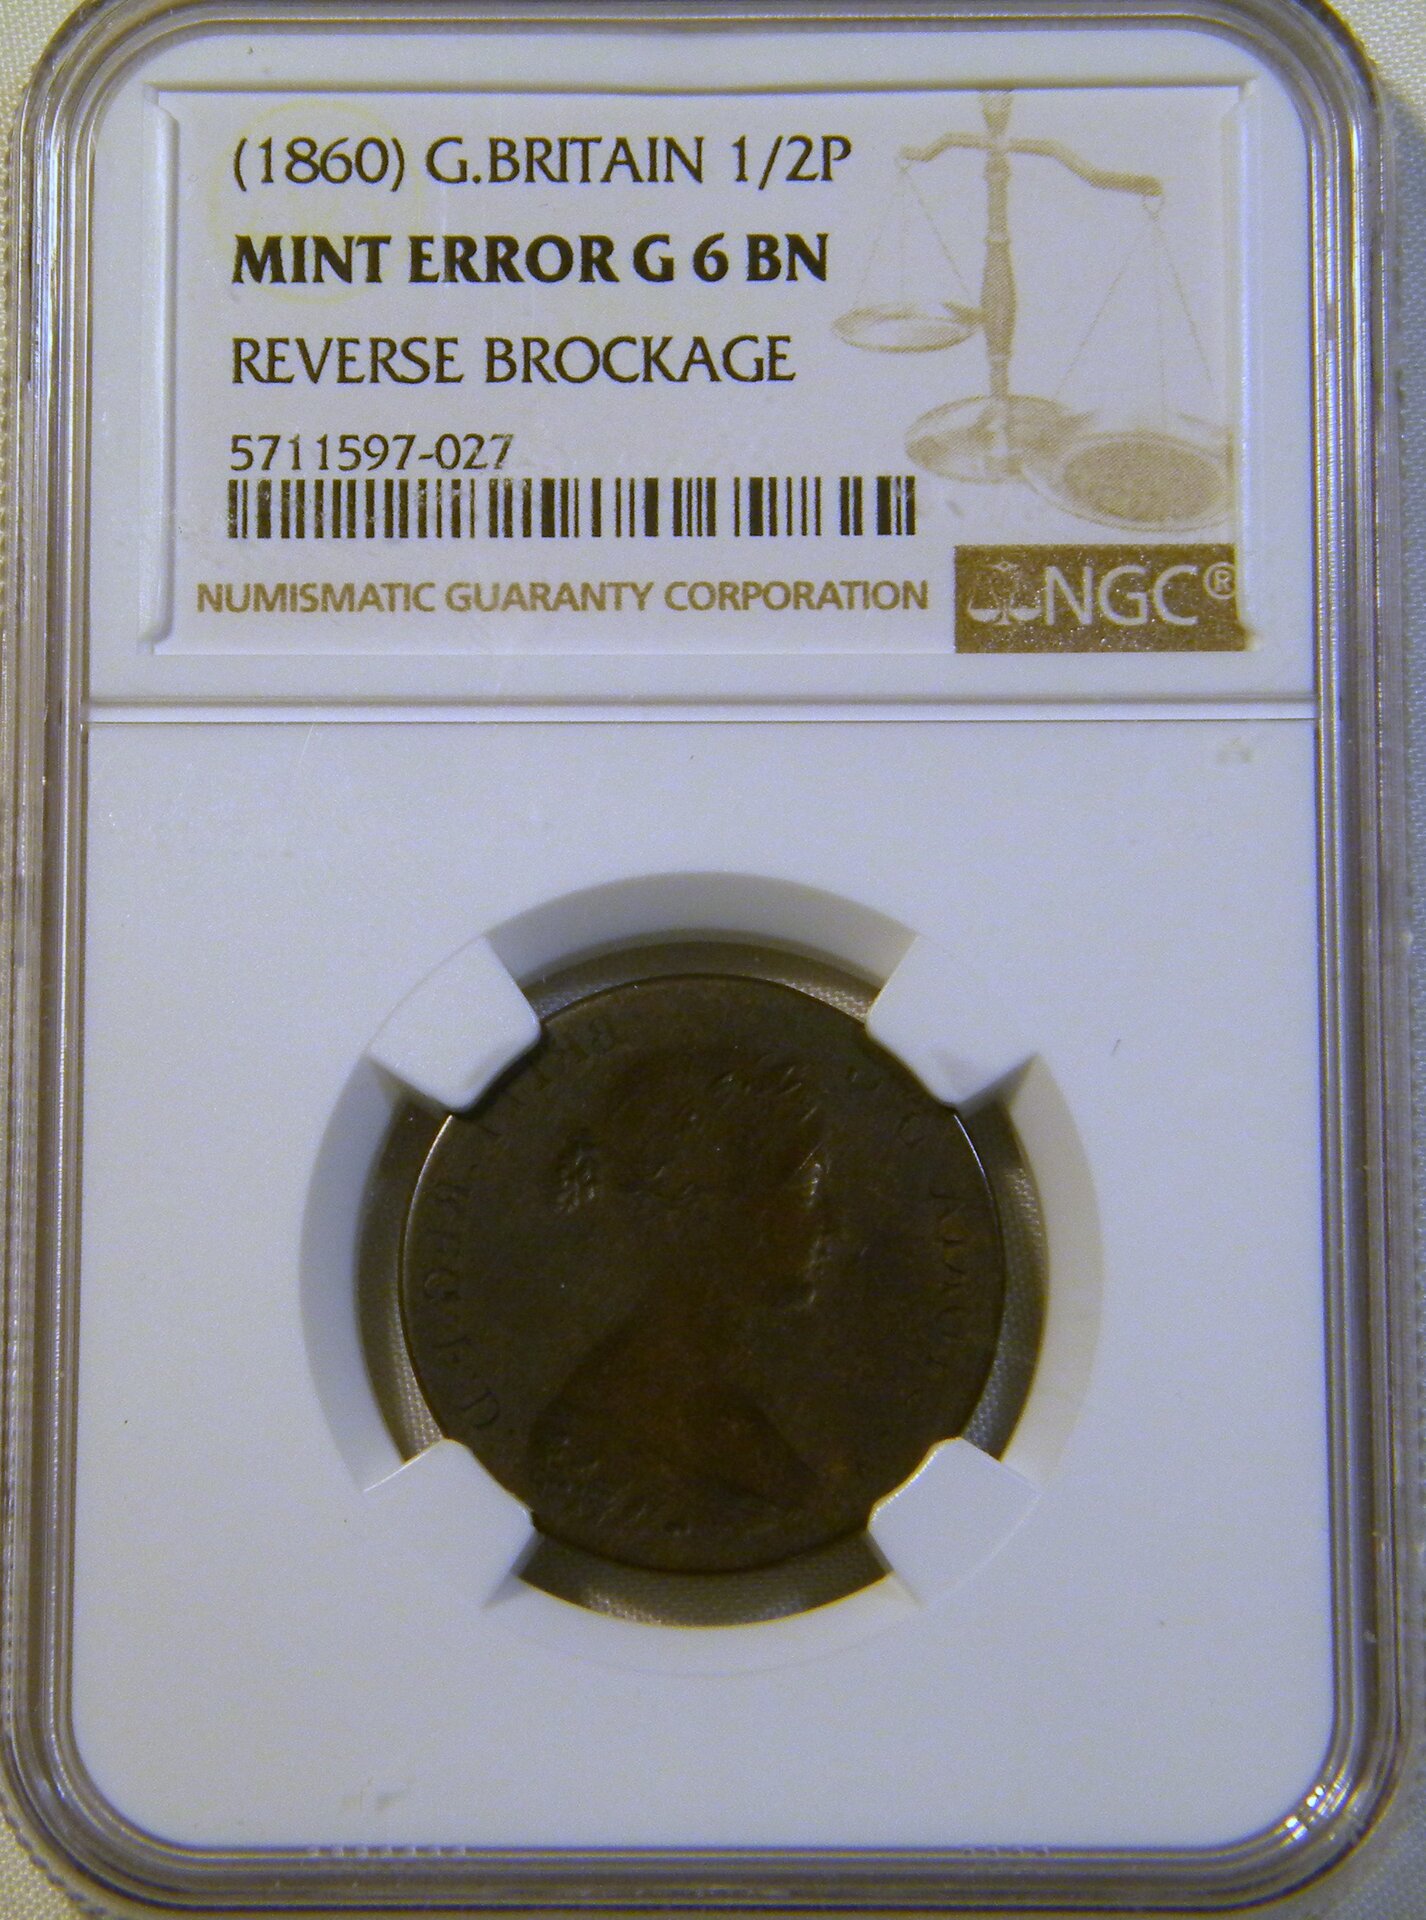 (1860) G.BRITAIN 1/2P
MINT ERROR G 6 BN
REVERSE BROCKAGE
5711597-027
NUMISMATIC GUARANTY CORPORATION
NGC®